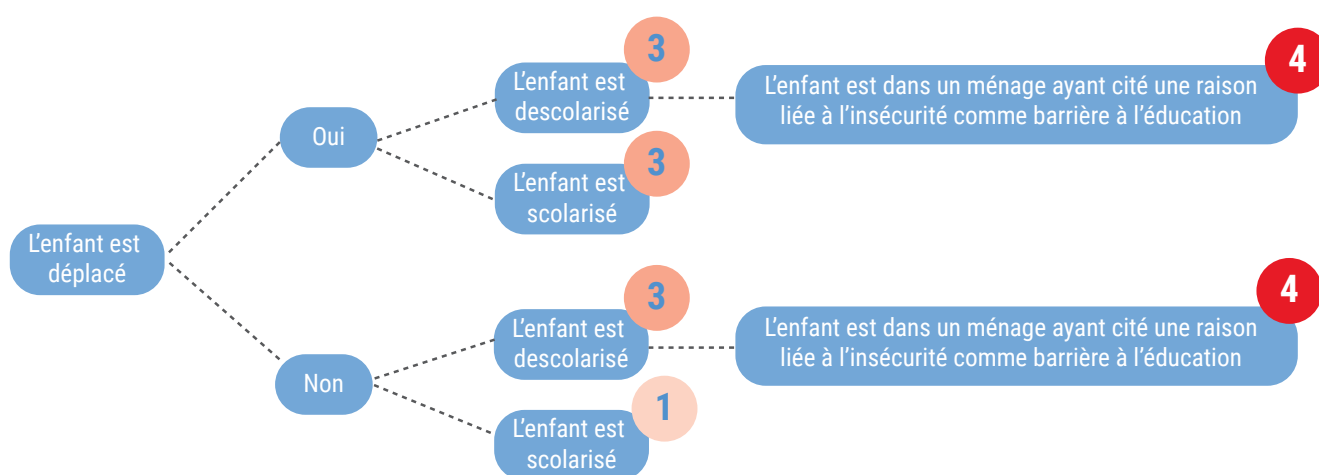 3
L'enfant est
descolarisé
4
L'enfant est dans un ménage ayant cité une raison
liée à l'insécurité comme barrière à l'éducation
Oui
3
L'enfant est
scolarisé
L'enfant est
déplacé
3
L'enfant est
descolarisé
4
L'enfant est dans un ménage ayant cité une raison
liée à l'insécurité comme barrière à l'éducation
Non
1
L'enfant est
scolarisé